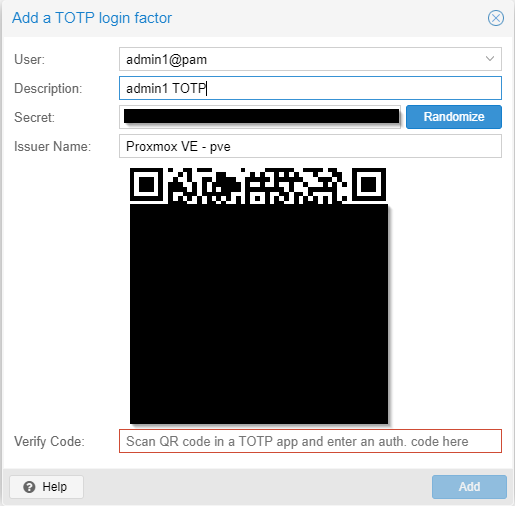 Add a TOTP login factor
User: admin1@pam
Description: admin1 TOTP
Secret: Randomize
Issuer Name: Proxmox VE - pve
Verify Code: Scan QR code in a TOTP app and enter an auth. code here
Help Add